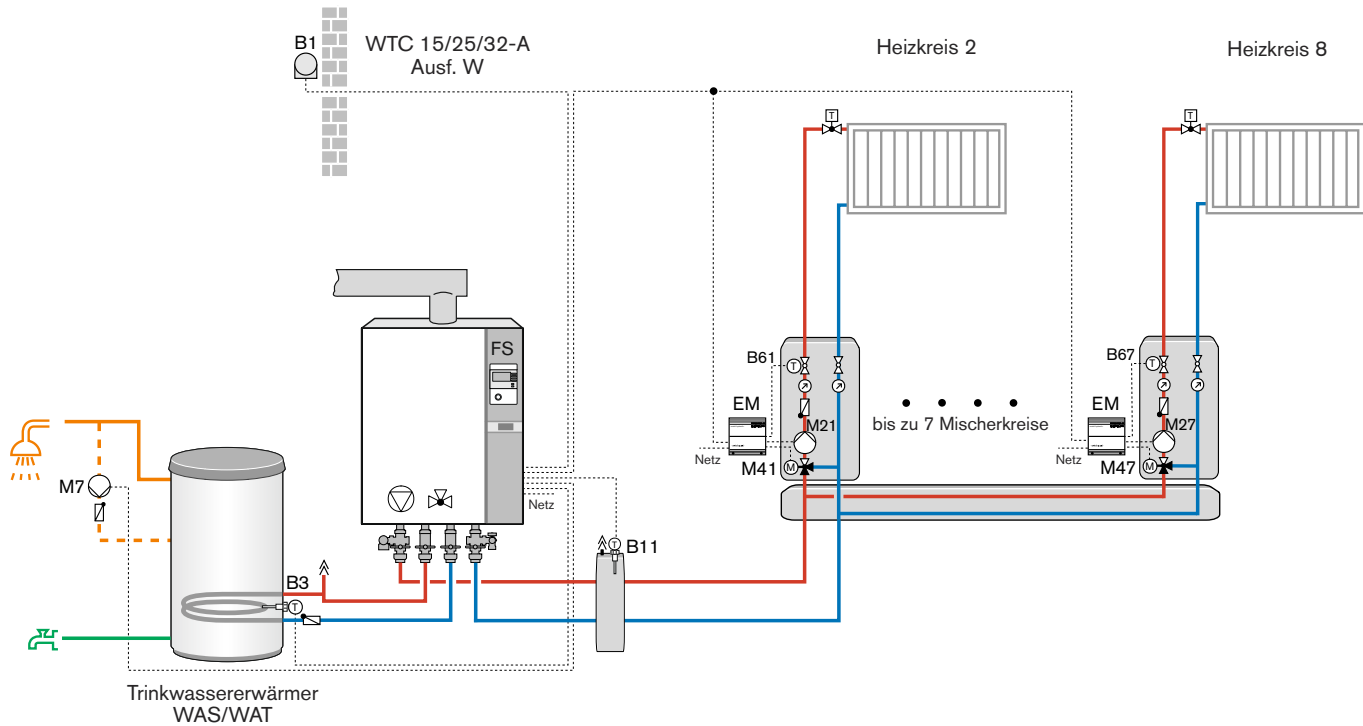 B1
WTC 15/25/32-A
Ausf. W
Heizkreis 2
Heizkreis 8
T
T
FS
B61
T
B67
T
EM
M21
bis zu 7 Mischerkreise
EM
M27
Netz
M41
M
Netz
M47
M
M7
Netz
T
B11
B3
T
Trinkwassererwärmer
WAS/WAT